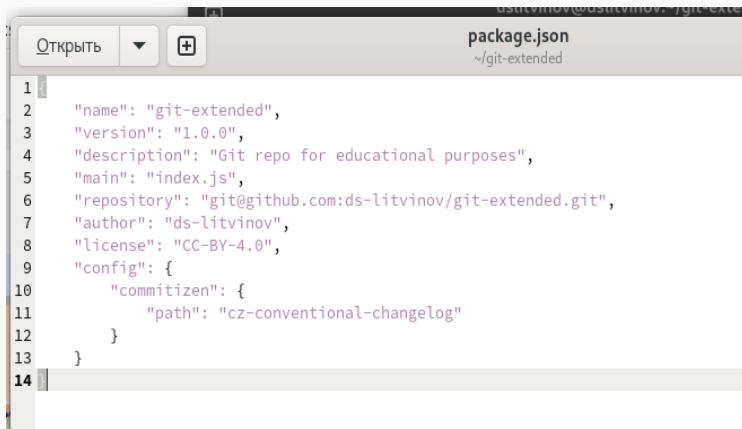 Открыть
package.json
~/git-extended
1 {
2     "name": "git-extended",
3     "version": "1.0.0",
4     "description": "Git repo for educational purposes",
5     "main": "index.js",
6     "repository": "git@github.com:ds-litvinov/git-extended.git",
7     "author": "ds-litvinov",
8     "license": "CC-BY-4.0",
9     "config": {
10         "commitizen": {
11             "path": "cz-conventional-changelog"
12         }
13     }
14 }